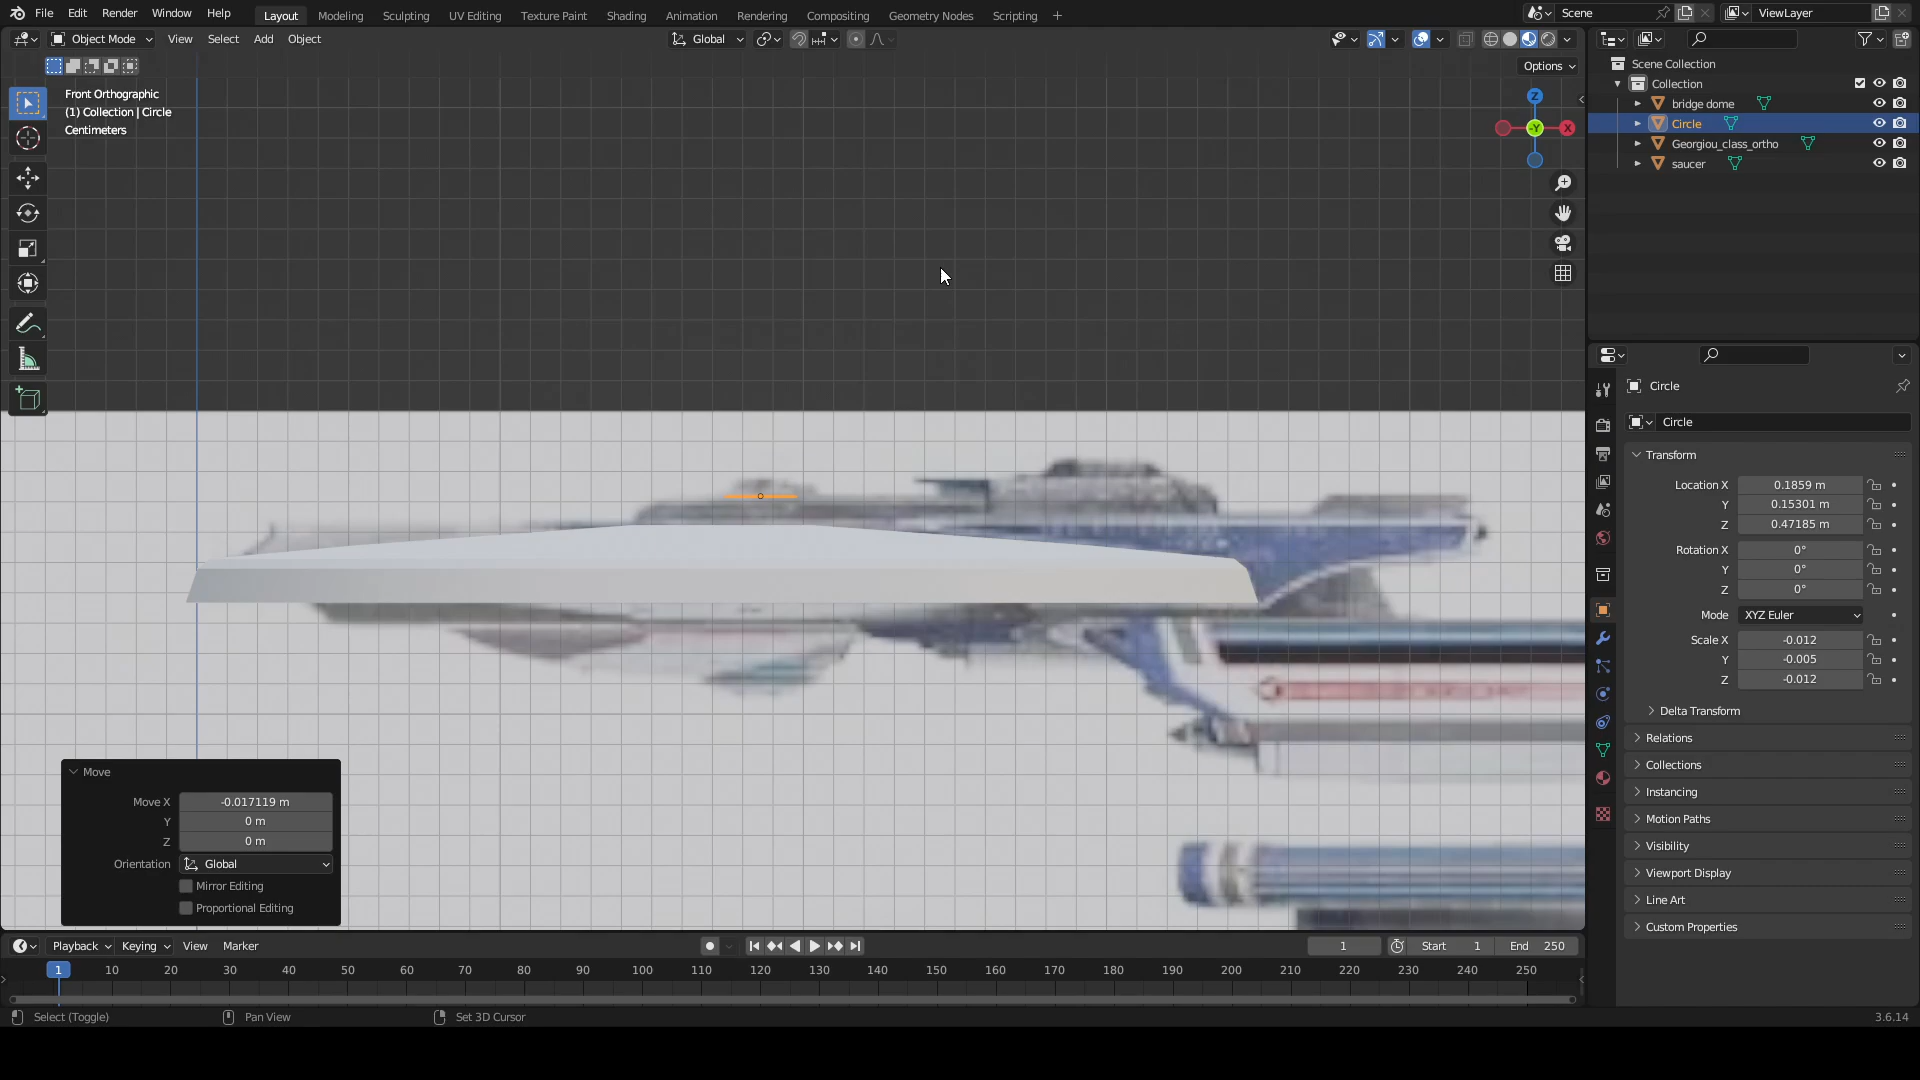 File Edit Render Window Help Layout Modeling Sculpting UV Editing Texture Paint Shading Animation Rendering Compositing Geometry Nodes Scripting + Scene ViewLayer
Object Mode View Select Add Object Global
Options
Front Orthographic
(1) Collection | Circle
Centimeters
Z
-Y
X
Scene Collection
Collection
bridge dome
Circle
Georgiou_class_ortho
saucer
Circle
Circle
Transform
Location X 0.1859 m
Y 0.15301 m
Z 0.47185 m
Rotation X 0°
Y 0°
Z 0°
Mode XYZ Euler
Scale X -0.012
Y -0.005
Z -0.012
Delta Transform
Relations
Collections
Instancing
Motion Paths
Visibility
Viewport Display
Line Art
Custom Properties
Move
Move X -0.017119 m
Y 0 m
Z 0 m
Orientation Global
Mirror Editing
Proportional Editing
Playback Keying View Marker 1 Start 1 End 250
1 10 20 30 40 50 60 70 80 90 100 110 120 130 140 150 160 170 180 190 200 210 220 230 240 250
Select (Toggle) Pan View Set 3D Cursor 3.6.14